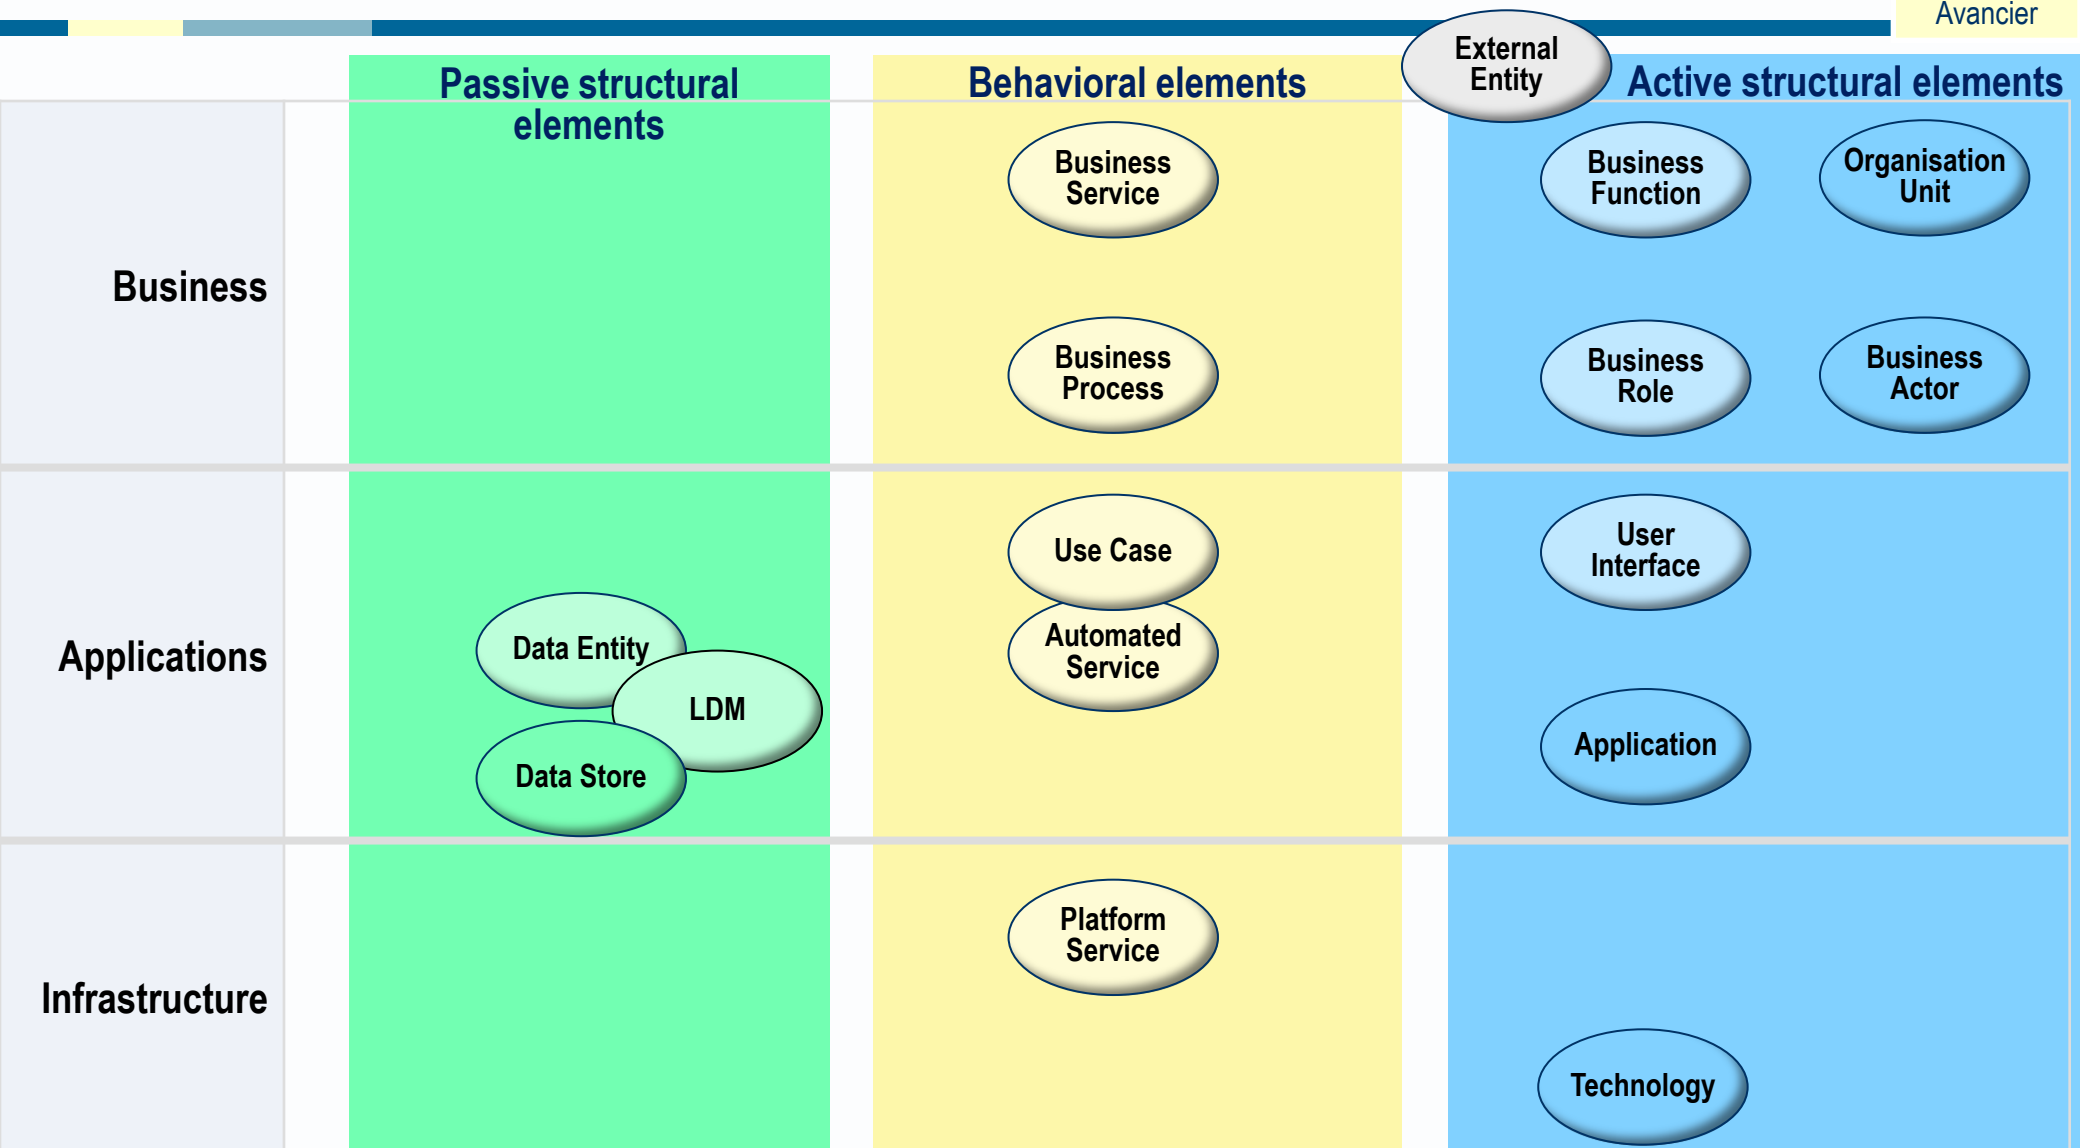 Avancier
External
Entity
Passive structural
elements
Behavioral elements
Active structural elements
Business
Business
Service
Business
Function
Organisation
Unit
Business
Process
Business
Role
Business
Actor
Applications
Use Case
User
Interface
Data Entity
Automated
Service
LDM
Data Store
Application
Infrastructure
Platform
Service
Technology